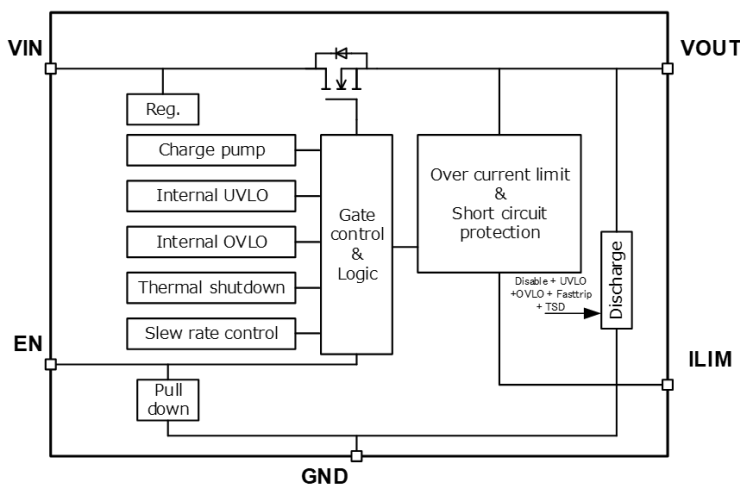 VIN
VOUT
Reg.
Charge pump
Internal UVLO
Internal OVLO
Thermal shutdown
Slew rate control
Gate
control
&
Logic
Over current limit
&
Short circuit
protection
Disable + UVLO
+OVLO + Fasttrip
+ TSD
Discharge
EN
Pull
down
ILIM
GND